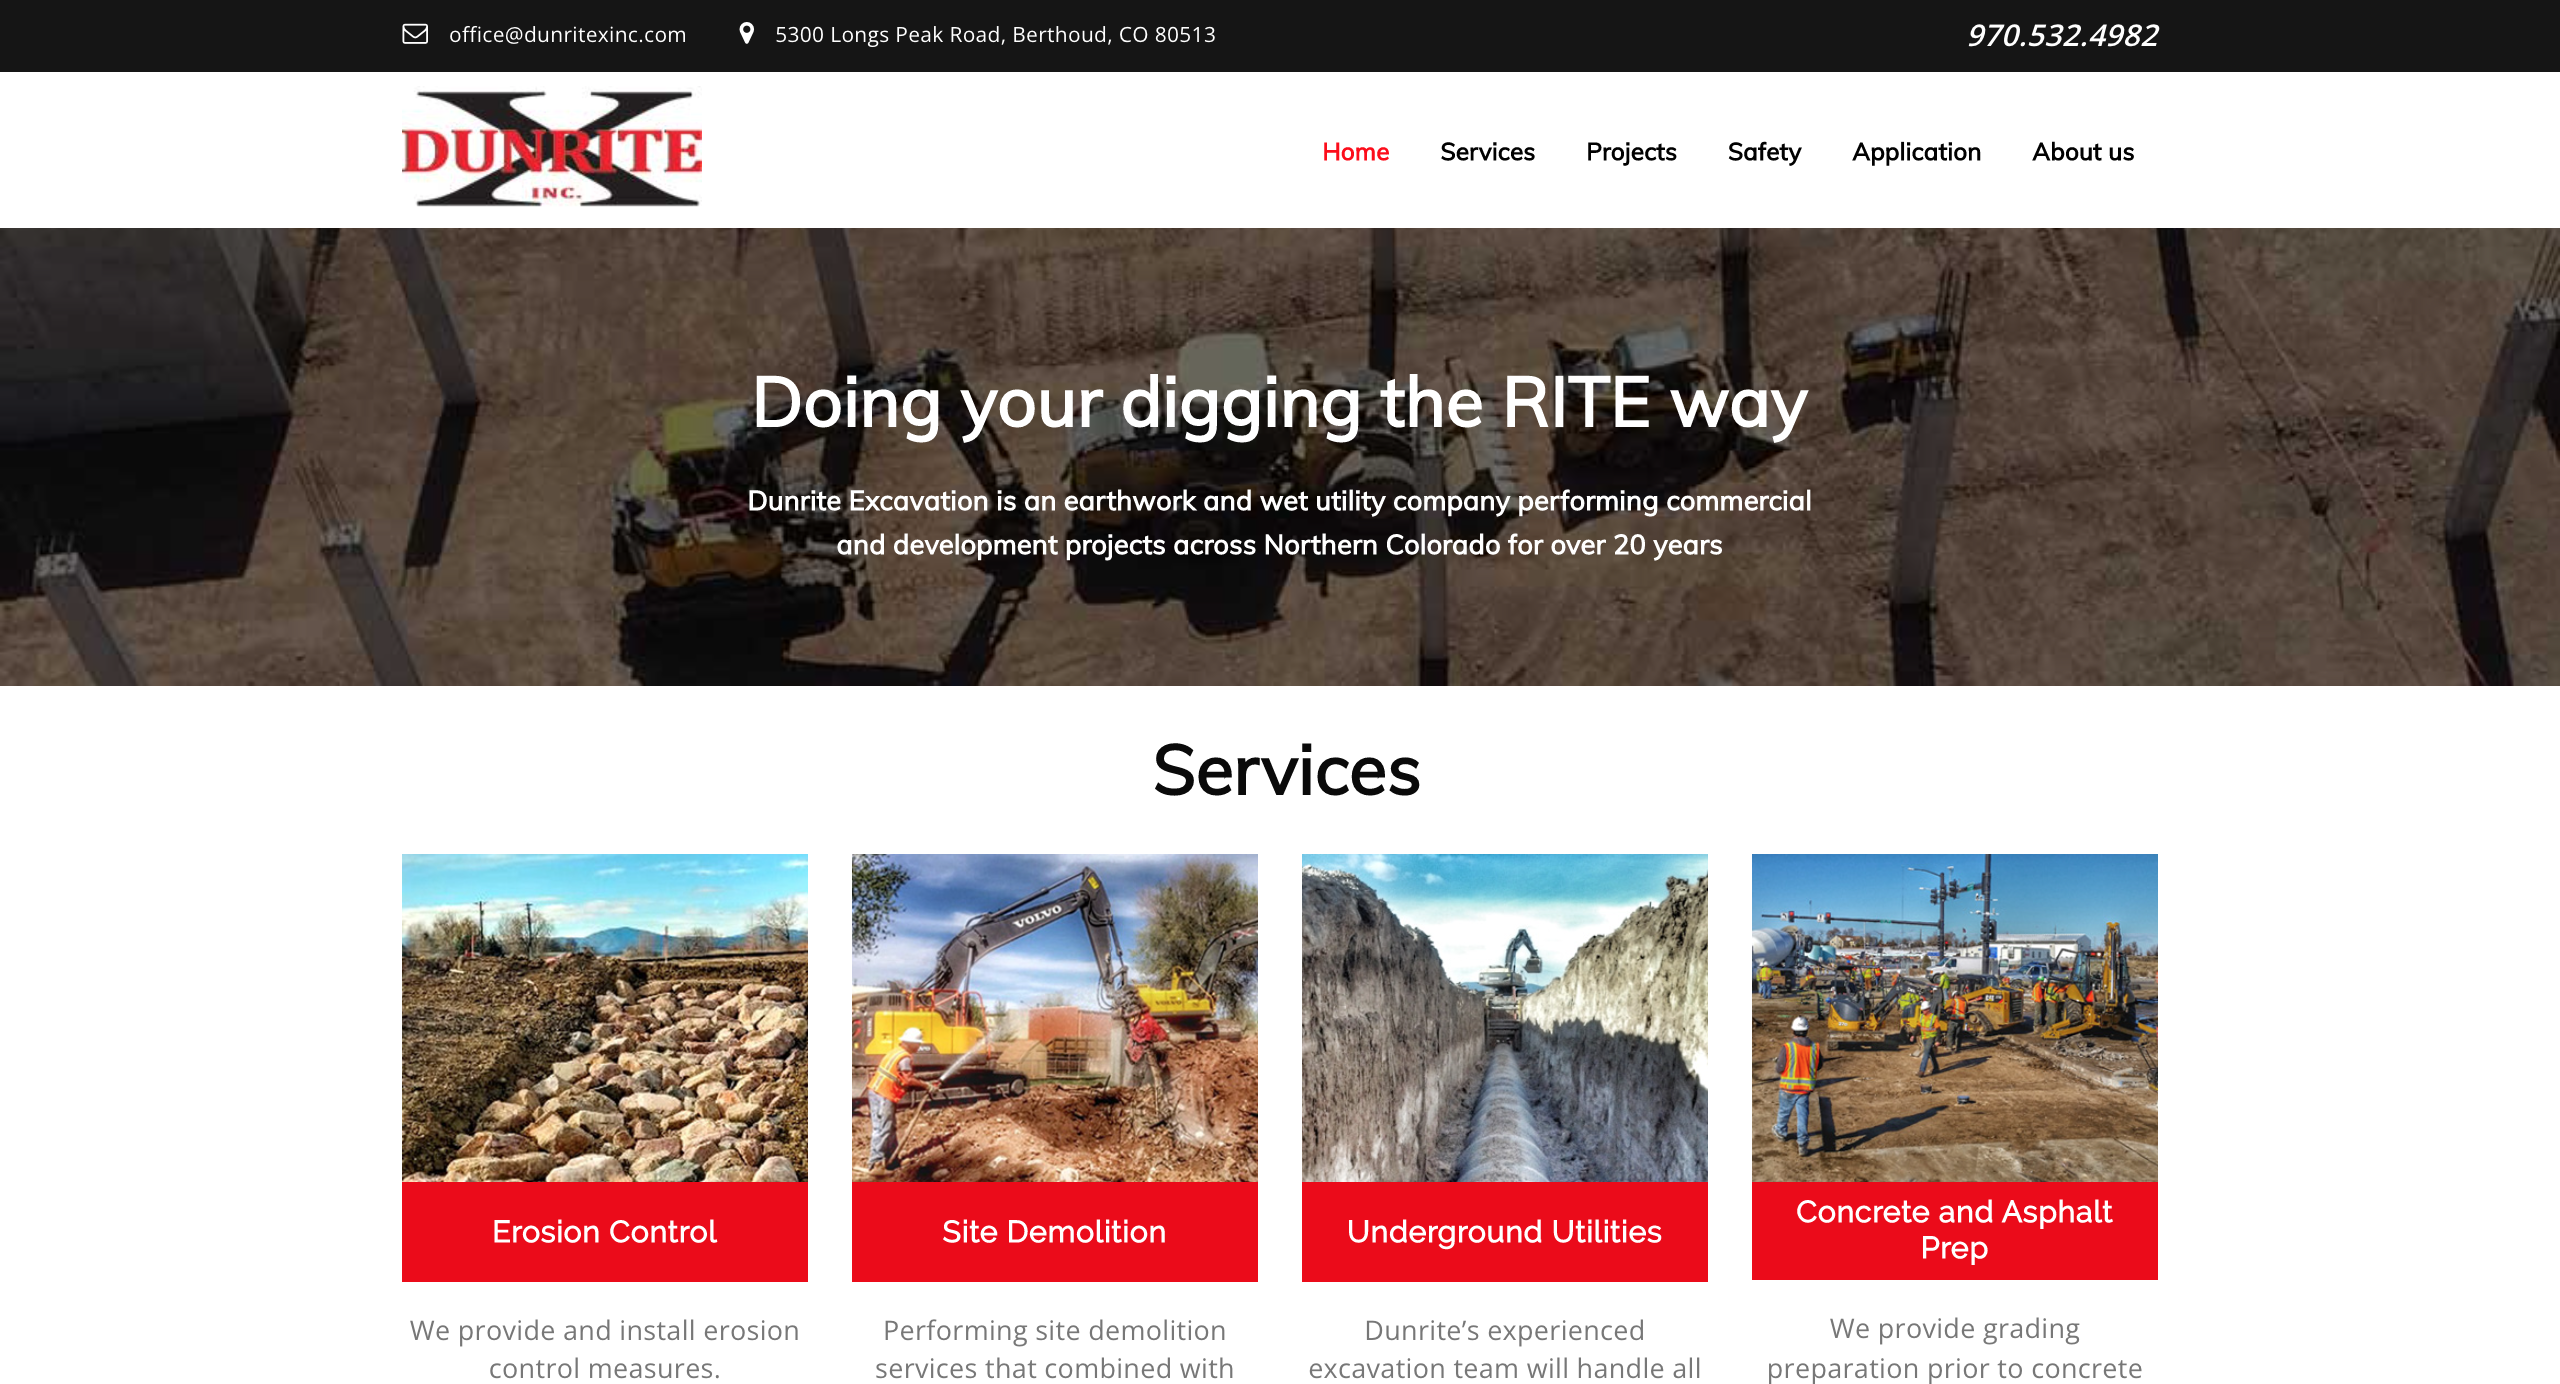 office@dunritexinc.com
5300 Longs Peak Road, Berthoud, CO 80513
970.532.4982
X
DUNRITE
INC.
Home
Services
Projects
Safety
Application
About us
Doing your digging the RITE way
Dunrite Excavation is an earthwork and wet utility company performing commercial
and development projects across Northern Colorado for over 20 years
Services
VOLVO
Erosion Control
Site Demolition
Underground Utilities
Concrete and Asphalt
Prep
We provide and install erosion
control measures.
Performing site demolition
services that combined with
Dunrite’s experienced
excavation team will handle all
We provide grading
preparation prior to concrete